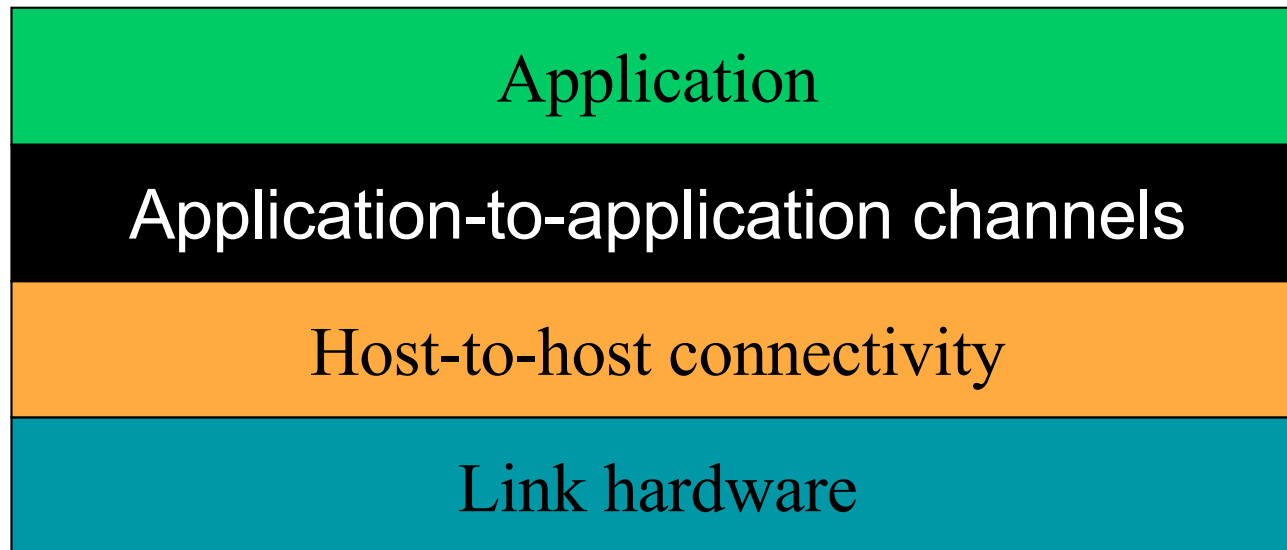 Application
Application-to-application channels
Host-to-host connectivity
Link hardware